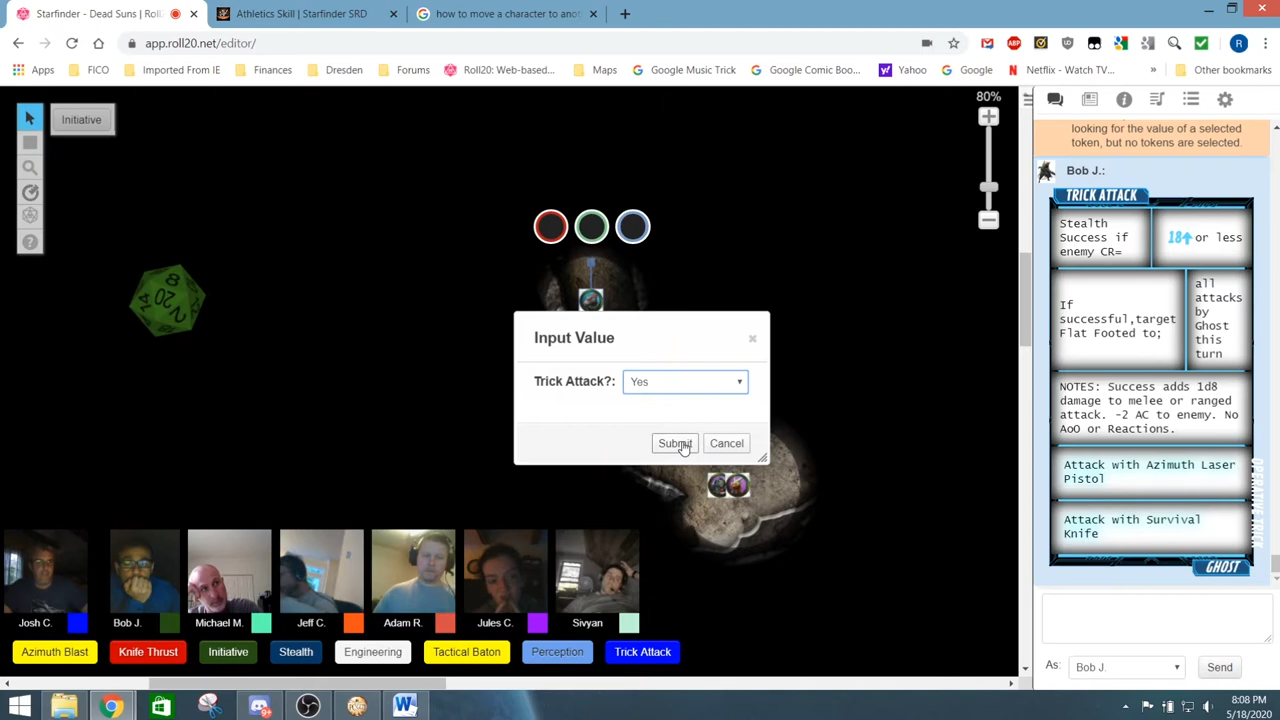 Starfinder - Dead Suns | Roll
Athletics Skill | Starfinder SRD
how to move a character to ano
app.roll20.net/editor/
R
Apps
FICO
Imported From IE
Finances
Dresden
Forums
Roll20: Web-based...
Maps
Google Music Trick
Google Comic Boo...
Yahoo
Google
Netflix - Watch TV...
»
Other bookmarks
Initiative
80%
looking for the value of a selected
token, but no tokens are selected.
Bob J.:
TRICK ATTACK
Stealth
Success if
enemy CR=
18 or less
If
successful,target
Flat Footed to;
all
attacks
by
Ghost
this
turn
NOTES: Success adds 1d8
damage to melee or ranged
attack. -2 AC to enemy. No
AoO or Reactions.
Attack with Azimuth Laser
Pistol
Attack with Survival
Knife
OPERATIVE TRICK
GHOST
8
20
Input Value
Trick Attack?: Yes
Submit
Cancel
Josh C.
Bob J.
Michael M.
Jeff C.
Adam R.
Jules C.
Sivyan
Azimuth Blast
Knife Thrust
Initiative
Stealth
Engineering
Tactical Baton
Perception
Trick Attack
As:
Bob J.
Send
8:08 PM
5/18/2020